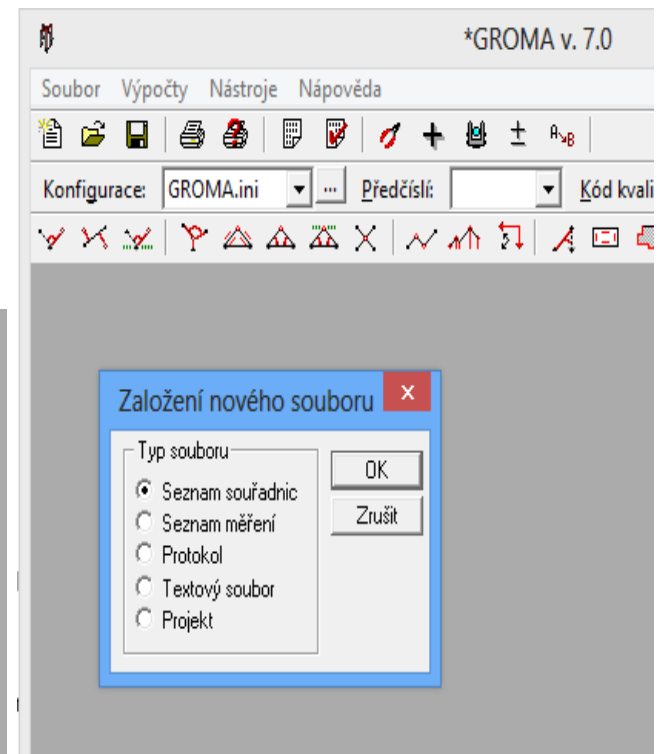 *GROMA v. 7.0
Soubor Výpočty Nástroje Nápověda
A B
Konfigurace: GROMA.ini ... Předčíslí: Kód kvali
Založení nového souboru x
Typ souboru
OK
Seznam souřadnic
Zrušit
Seznam měření
Protokol
Textový soubor
Projekt